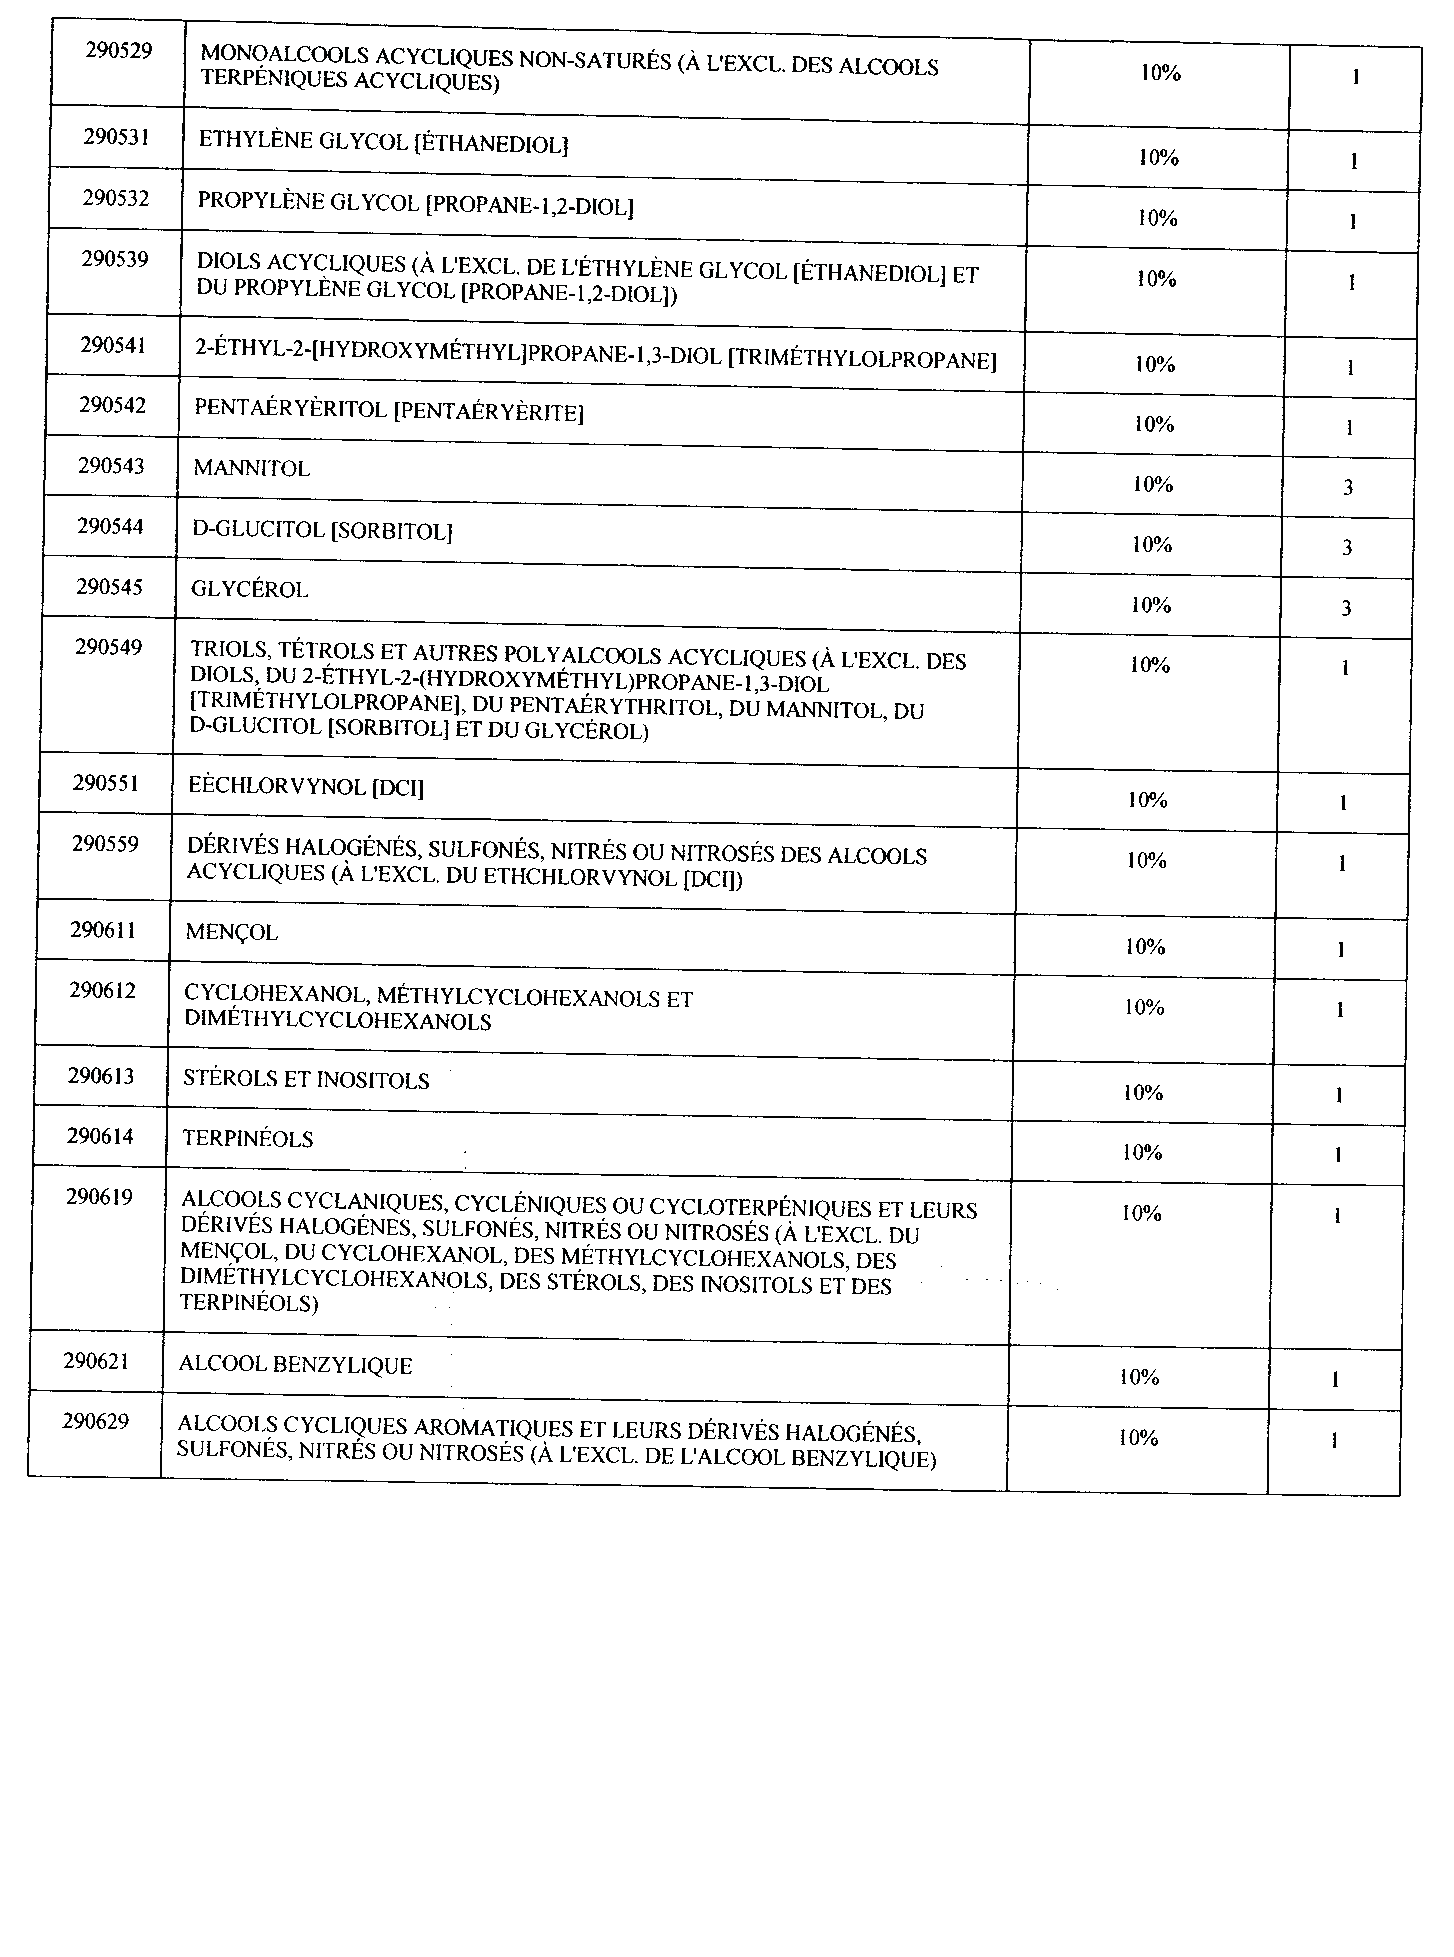 290529 MONOALCOOLS ACYCLIQUES NON-SATURÉS (À L'EXCL. DES ALCOOLS 10% 1
TERPÉNIQUES ACYCLIQUES)
290531 ETHYLÈNE GLYCOL [ÉTHANEDIOL] 10% 1
290532 PROPYLÈNE GLYCOL [PROPANE-1,2-DIOL] 10% 1
290539 DIOLS ACYCLIQUES (À L'EXCL. DE L'ÉTHYLÈNE GLYCOL [ÉTHANEDIOL] ET 10% 1
DU PROPYLÈNE GLYCOL [PROPANE-1,2-DIOL])
290541 2-ÉTHYL-2-[HYDROXYMÉTHYL]PROPANE-1,3-DIOL [TRIMÉTHYLOLPROPANE] 10% 1
290542 PENTAÉRYÈRITOL [PENTAÉRYÈRITE] 10% 1
290543 MANNITOL 10% 3
290544 D-GLUCITOL [SORBITOL] 10% 3
290545 GLYCÉROL 10% 3
290549 TRIOLS, TÉTROLS ET AUTRES POLYALCOOLS ACYCLIQUES (À L'EXCL. DES 10% 1
DIOLS, DU 2-ÉTHYL-2-(HYDROXYMÉTHYL)PROPANE-1,3-DIOL
[TRIMÉTHYLOLPROPANE], DU PENTAÉRYTHRITOL, DU MANNITOL, DU
D-GLUCITOL [SORBITOL] ET DU GLYCÉROL)
290551 EÈCHLORVYNOL [DCI] 10% 1
290559 DÉRIVÉS HALOGÉNÉS, SULFONÉS, NITRÉS OU NITROSÉS DES ALCOOLS 10% 1
ACYCLIQUES (À L'EXCL. DU ETHCHLORVYNOL [DCI])
290611 MENÇOL 10% 1
290612 CYCLOHEXANOL, MÉTHYLCYCLOHEXANOLS ET 10% 1
DIMÉTHYLCYCLOHEXANOLS
290613 STÉROLS ET INOSITOLS 10% 1
290614 TERPINÉOLS 10% 1
290619 ALCOOLS CYCLANIQUES, CYCLÉNIQUES OU CYCLOTERPÉNIQUES ET LEURS 10% 1
DÉRIVÉS HALOGÉNES, SULFONÉS, NITRÉS OU NITROSÉS (À L'EXCL. DU
MENÇOL, DU CYCLOHEXANOL, DES MÉTHYLCYCLOHEXANOLS, DES
DIMÉTHYLCYCLOHEXANOLS, DES STÉROLS, DES INOSITOLS ET DES
TERPINÉOLS)
290621 ALCOOL BENZYLIQUE 10% 1
290629 ALCOOLS CYCLIQUES AROMATIQUES ET LEURS DÉRIVÉS HALOGÉNÉS, 10% 1
SULFONÉS, NITRÉS OU NITROSÉS (À L'EXCL. DE L'ALCOOL BENZYLIQUE)